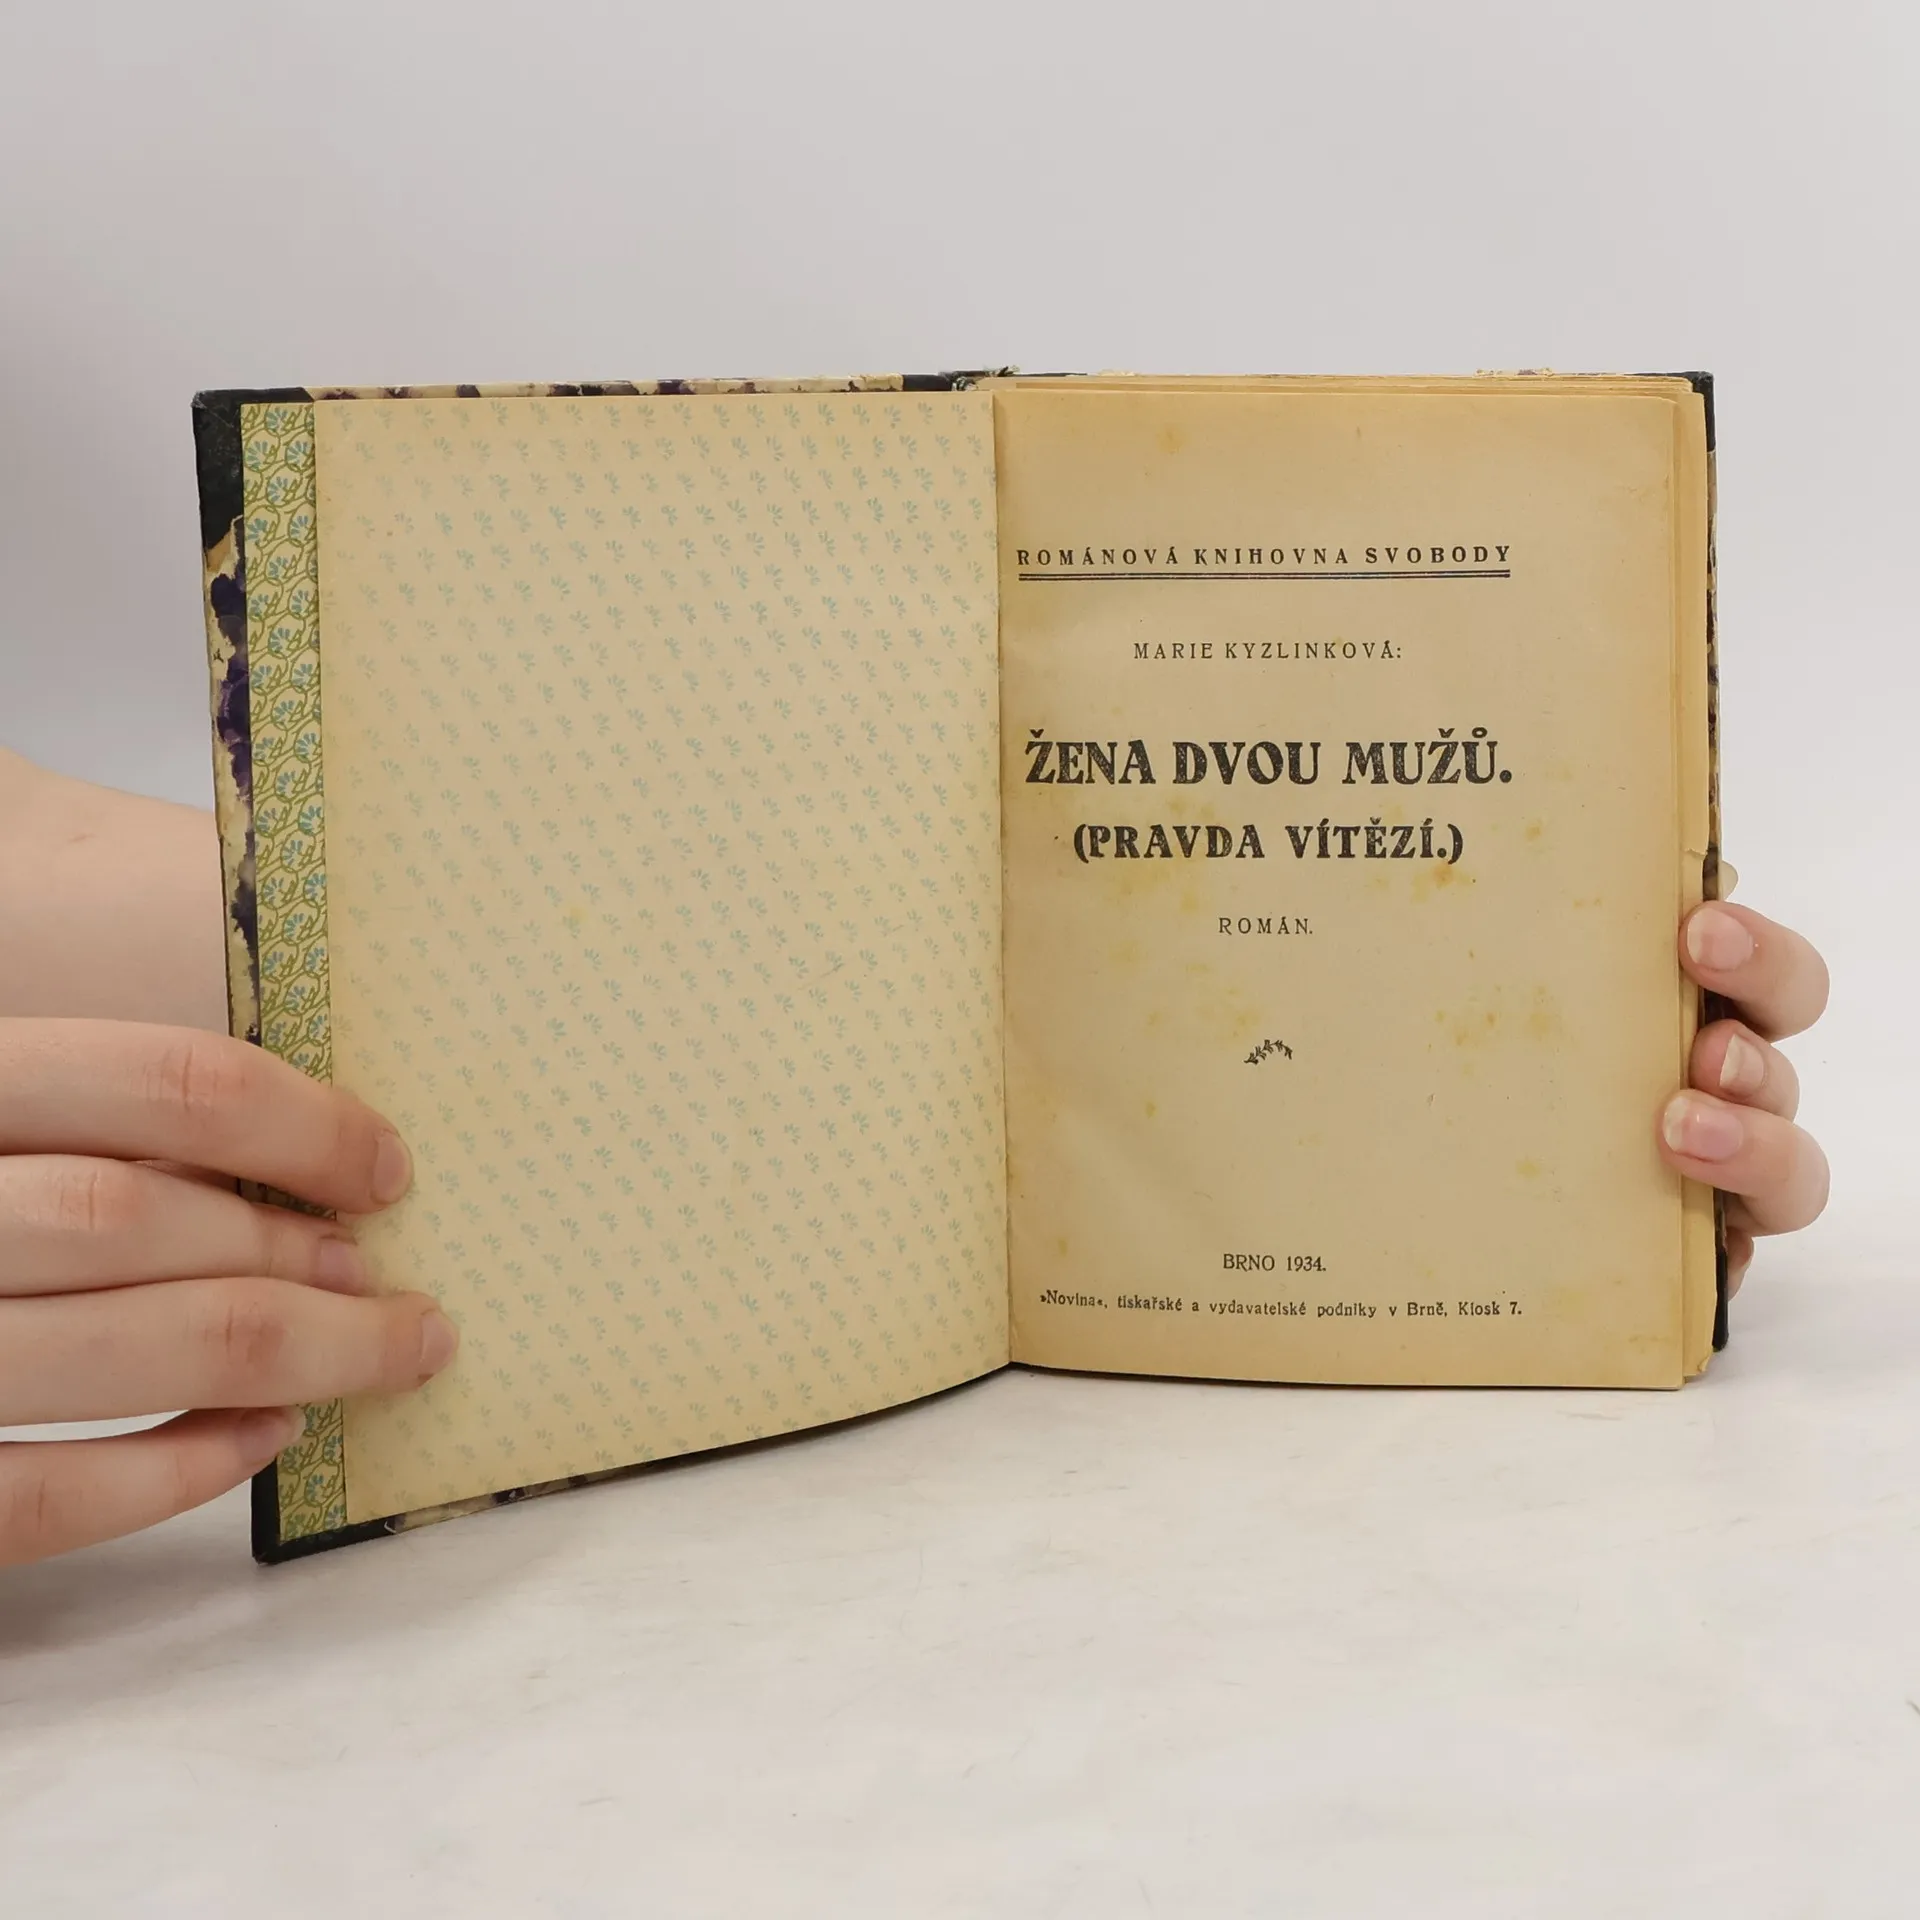 ROMÁNOVÁ KNIHOVNA SVOBODY
MARIE KYZLINKOVÁ:
ŽENA DVOU MUŽŮ.
(PRAVDA VÍTĚZÍ.)
ROMÁN.
BRNO 1934.
»Novina«, tiskařské a vydavatelské podniky v Brně, Kiosk 7.